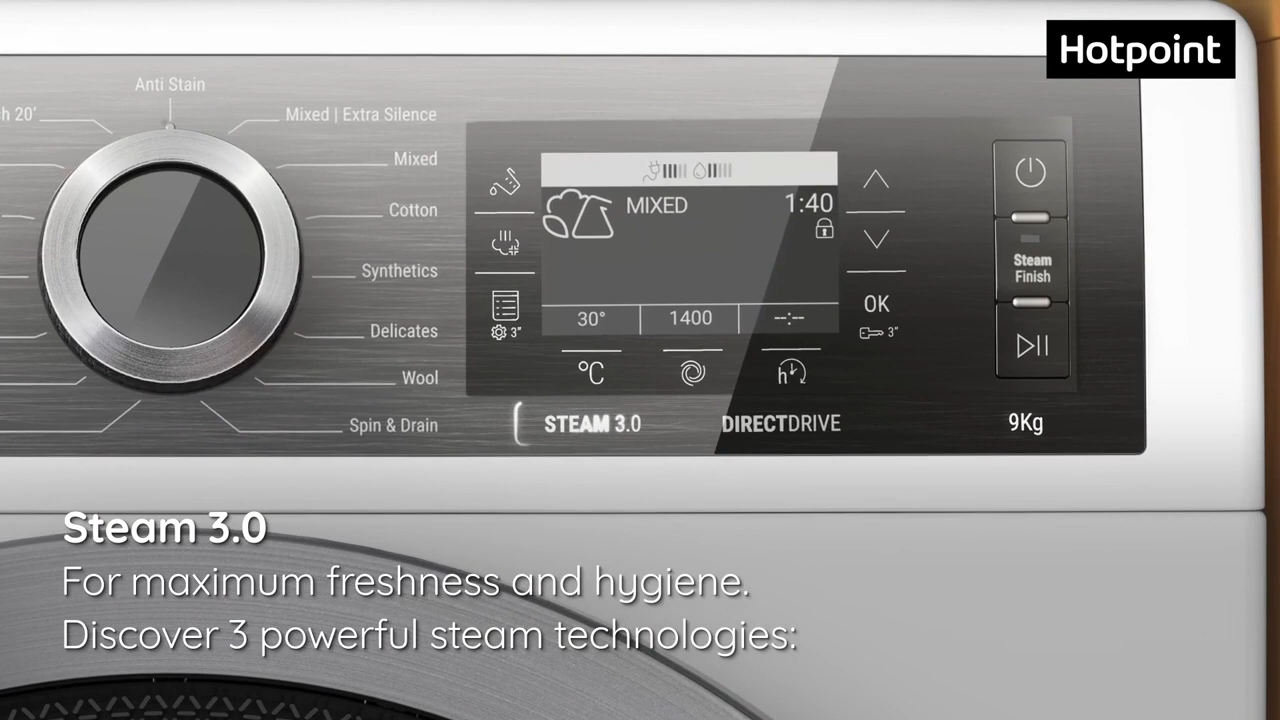 Hotpoint
Anti Stain
h 20'
Mixed | Extra Silence
Mixed
Cotton
Synthetics
Delicates
Wool
Spin & Drain
3"
MIXED
1:40
30°
1400
--:--
°C
h
OK
3"
Steam
Finish
STEAM 3.0
DIRECTDRIVE
9Kg
Steam 3.0
For maximum freshness and hygiene.
Discover 3 powerful steam technologies: